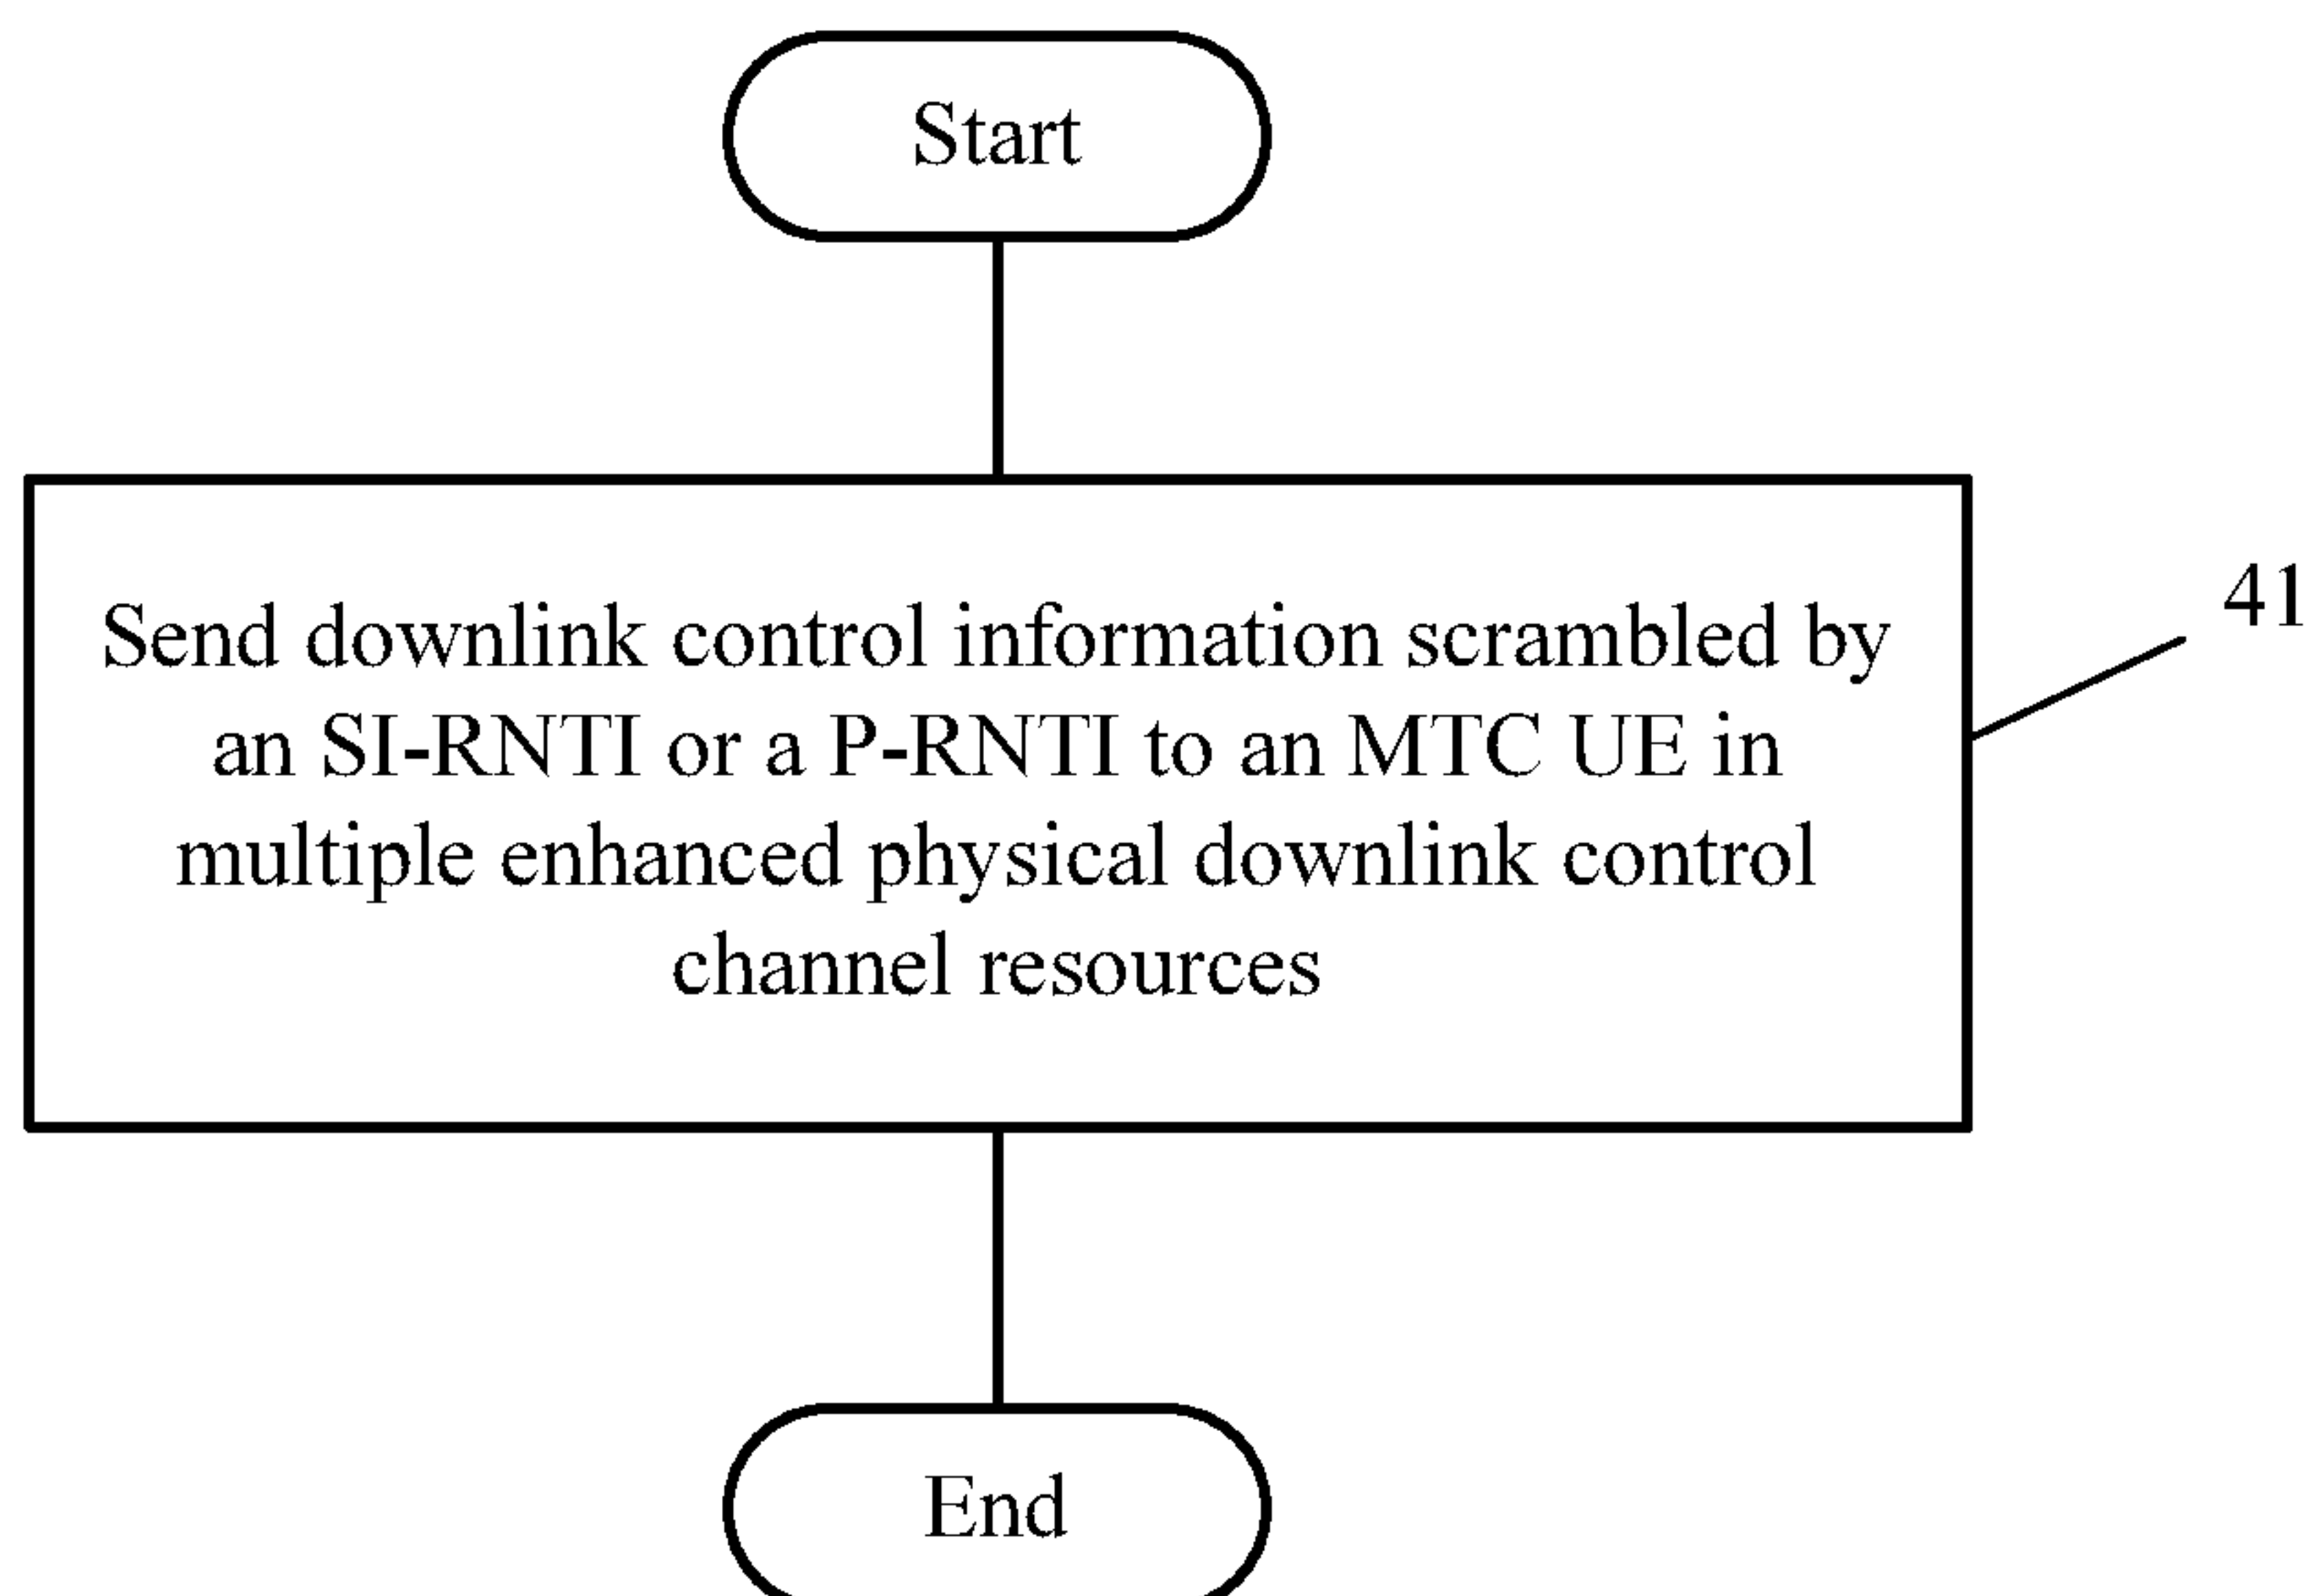 Start
Send downlink control information scrambled by
an SI-RNTI or a P-RNTI to an MTC UE in
multiple enhanced physical downlink control
channel resources
41
End